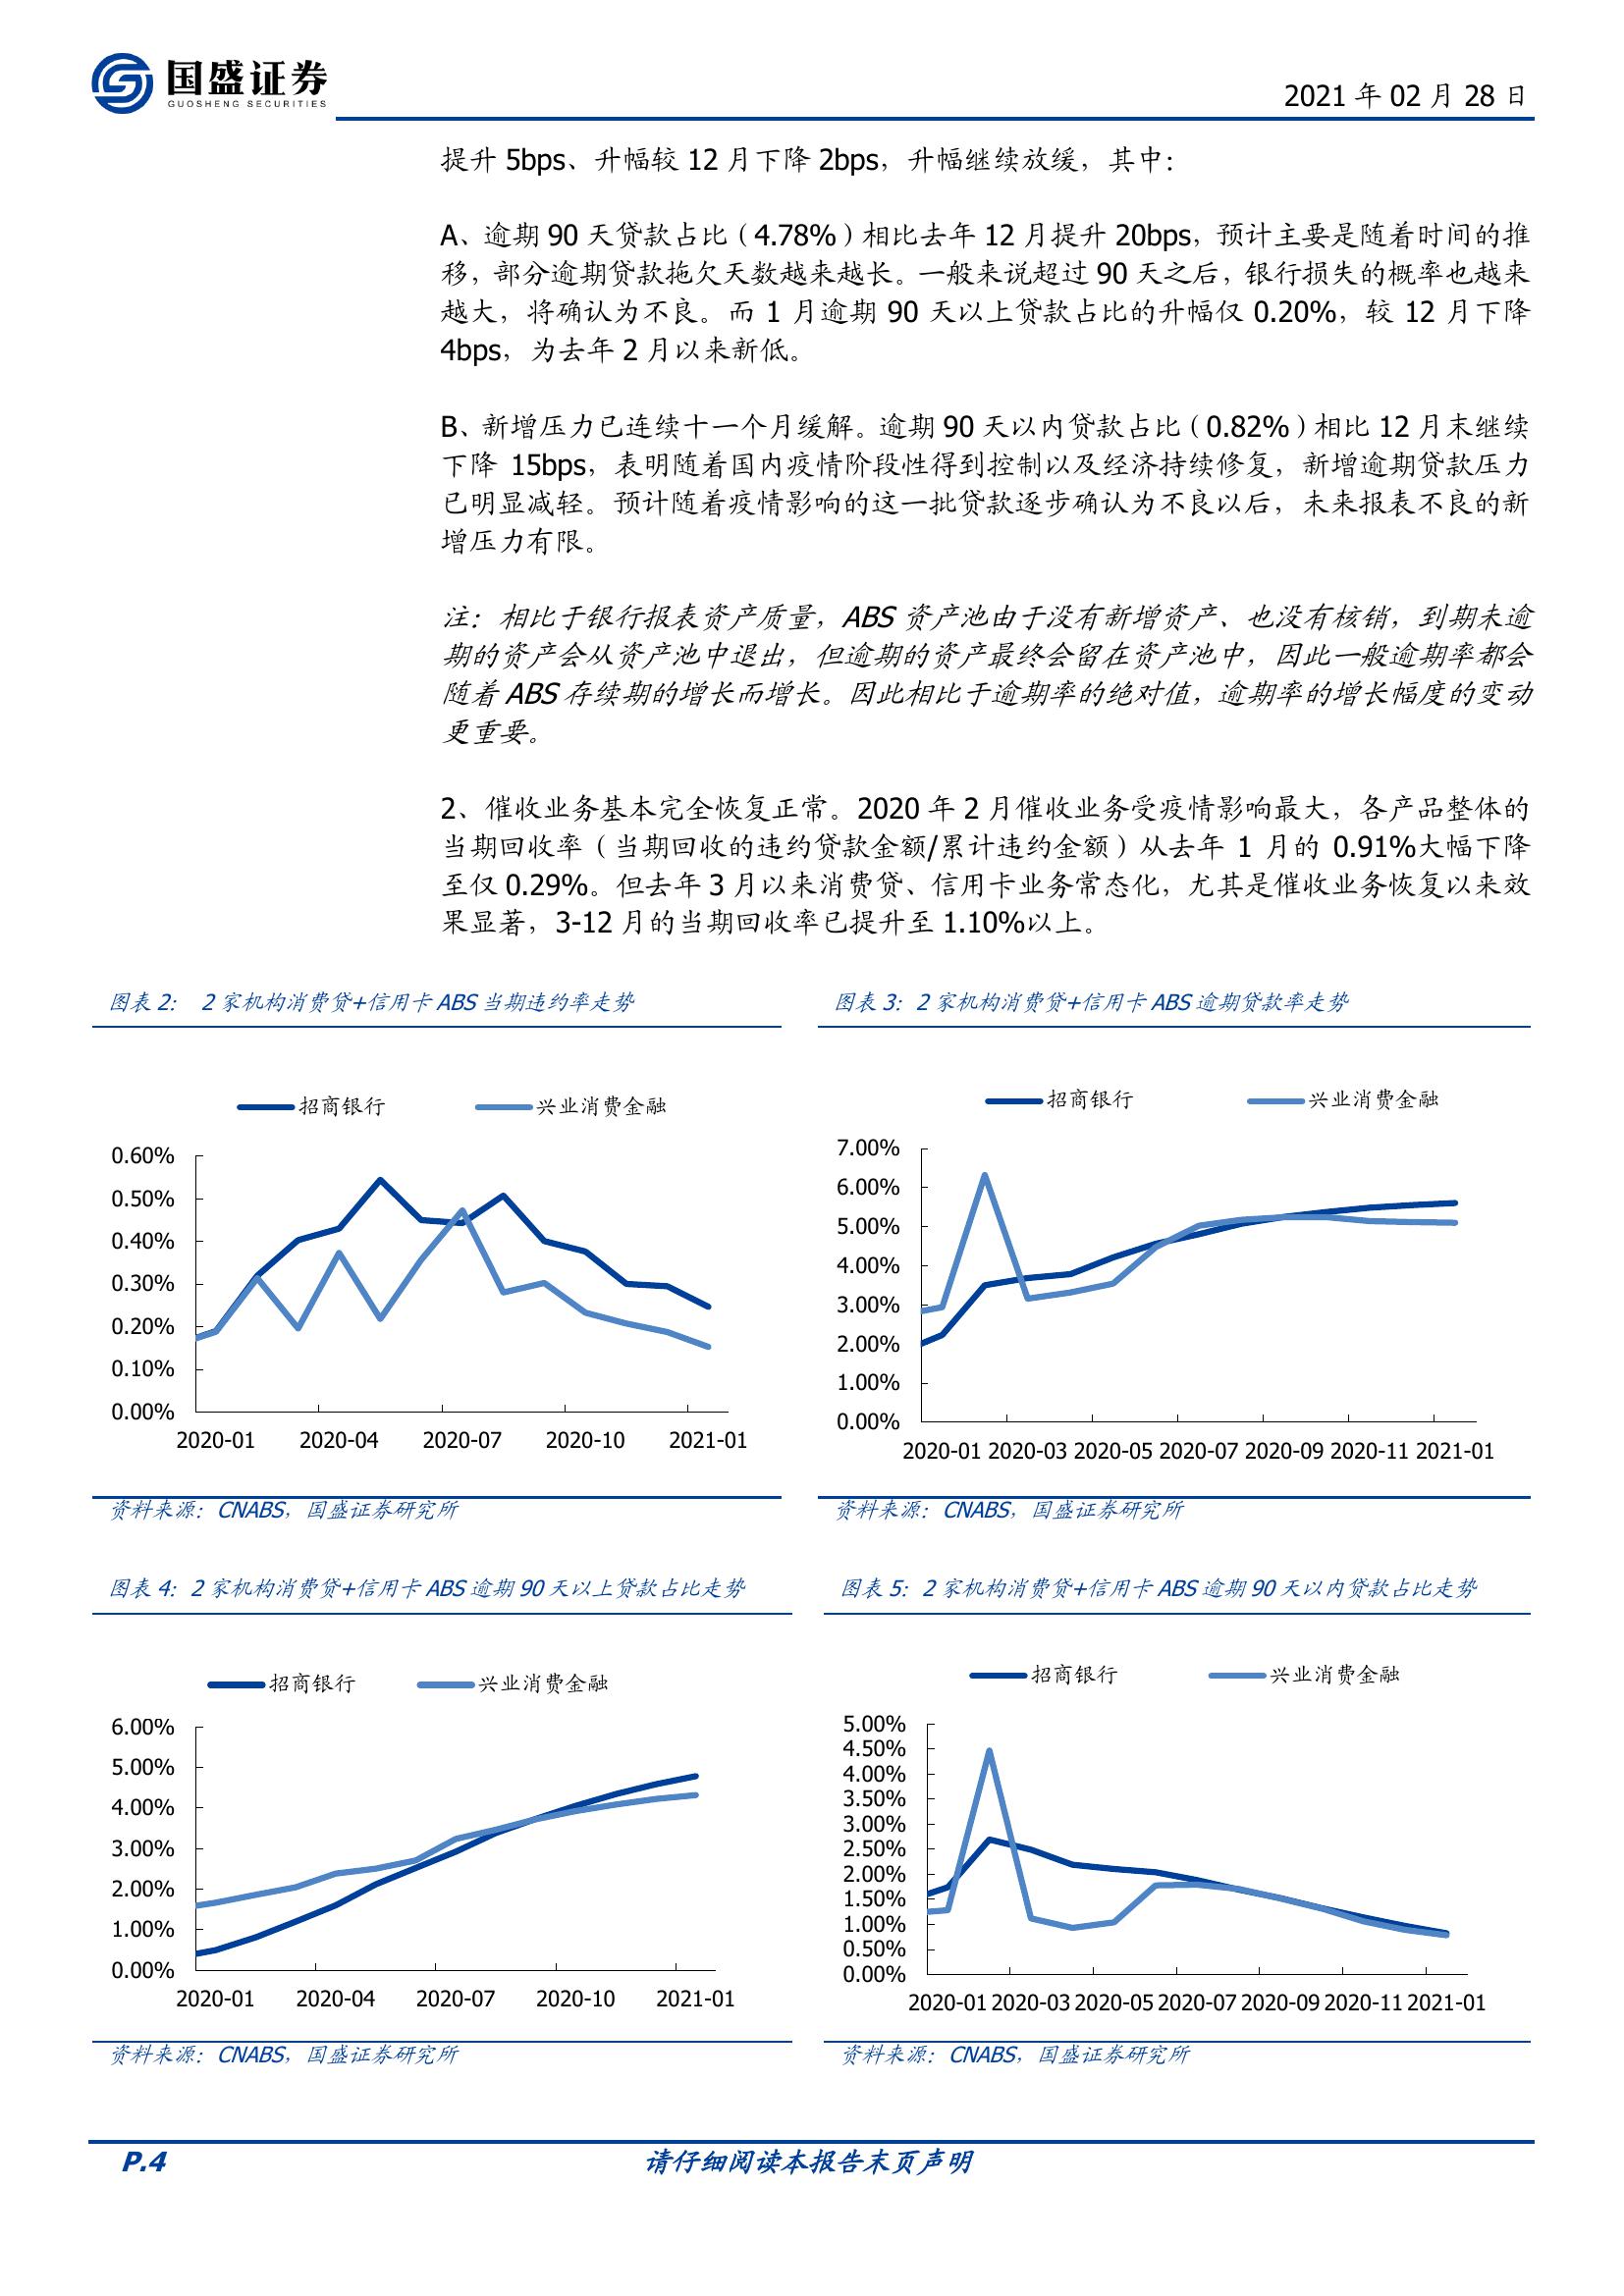 国盛证券
GUOSHENG SECURITIES
2021 年 02 月 28 日
提升 5bps、升幅较 12 月下降 2bps，升幅继续放缓，其中：
A、逾期 90 天贷款占比（4.78%）相比去年 12 月提升 20bps，预计主要是随着时间的推
移，部分逾期贷款拖欠天数越来越长。一般来说超过 90 天之后，银行损失的概率也越来
越大，将确认为不良。而 1 月逾期 90 天以上贷款占比的升幅仅 0.20%，较 12 月下降
4bps，为去年 2 月以来新低。
B、新增压力已连续十一个月缓解。逾期 90 天以内贷款占比（0.82%）相比 12 月末继续
下降 15bps，表明随着国内疫情阶段性得到控制以及经济持续修复，新增逾期贷款压力
已明显减轻。预计随着疫情影响的这一批贷款逐步确认为不良以后，未来报表不良的新
增压力有限。
注：相比于银行报表资产质量，ABS 资产池由于没有新增资产、也没有核销，到期未逾
期的资产会从资产池中退出，但逾期的资产最终会留在资产池中，因此一般逾期率都会
随着 ABS 存续期的增长而增长。因此相比于逾期率的绝对值，逾期率的增长幅度的变动
更重要。
2、催收业务基本完全恢复正常。2020 年 2 月催收业务受疫情影响最大，各产品整体的
当期回收率（当期回收的违约贷款金额/累计违约金额）从去年 1 月的 0.91%大幅下降
至仅 0.29%。但去年 3 月以来消费贷、信用卡业务常态化，尤其是催收业务恢复以来效
果显著，3-12 月的当期回收率已提升至 1.10%以上。
图表 2： 2 家机构消费贷+信用卡 ABS 当期违约率走势
招商银行 兴业消费金融
0.60%
0.50%
0.40%
0.30%
0.20%
0.10%
0.00%
2020-01 2020-04 2020-07 2020-10 2021-01
资料来源：CNABS，国盛证券研究所
图表 3：2 家机构消费贷+信用卡 ABS 逾期贷款率走势
招商银行 兴业消费金融
7.00%
6.00%
5.00%
4.00%
3.00%
2.00%
1.00%
0.00%
2020-01 2020-03 2020-05 2020-07 2020-09 2020-11 2021-01
资料来源：CNABS，国盛证券研究所
图表 4：2 家机构消费贷+信用卡 ABS 逾期 90 天以上贷款占比走势
招商银行 兴业消费金融
6.00%
5.00%
4.00%
3.00%
2.00%
1.00%
0.00%
2020-01 2020-04 2020-07 2020-10 2021-01
资料来源：CNABS，国盛证券研究所
图表 5：2 家机构消费贷+信用卡 ABS 逾期 90 天以内贷款占比走势
招商银行 兴业消费金融
5.00%
4.50%
4.00%
3.50%
3.00%
2.50%
2.00%
1.50%
1.00%
0.50%
0.00%
2020-01 2020-03 2020-05 2020-07 2020-09 2020-11 2021-01
资料来源：CNABS，国盛证券研究所
P.4 请仔细阅读本报告末页声明